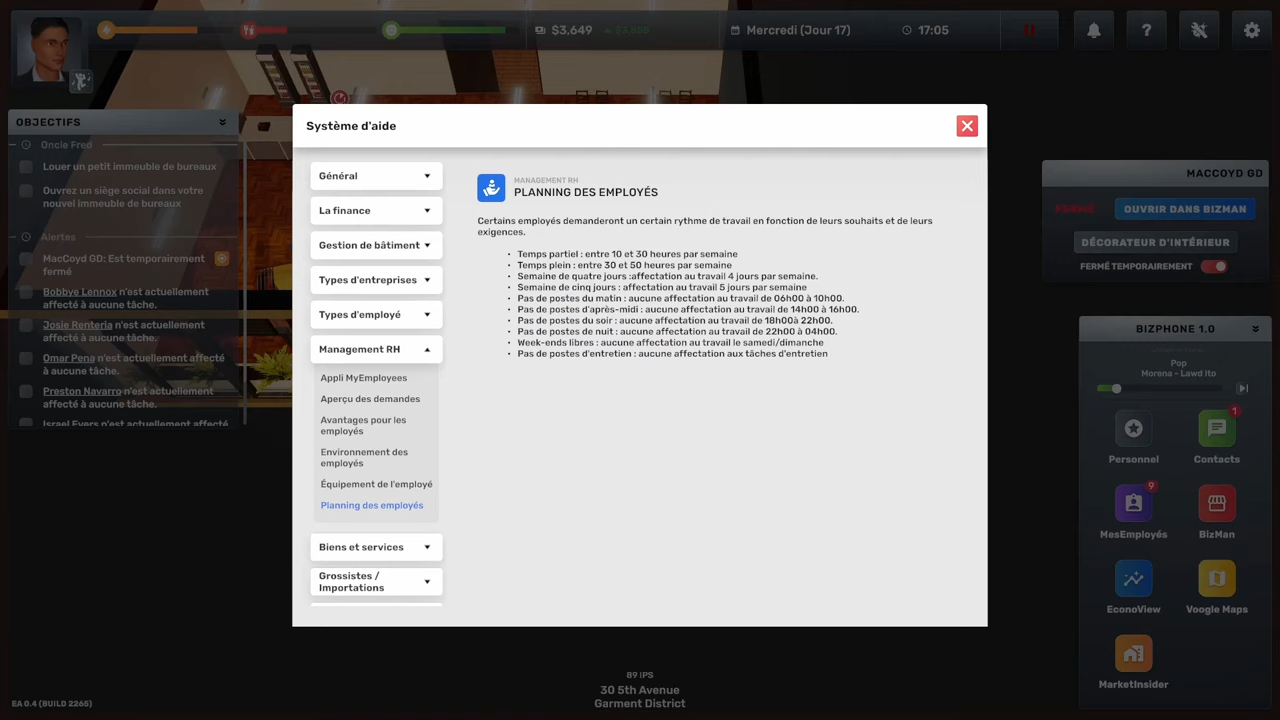 $3,649
Mercredi (Jour 17)
17:05
?
OBJECTIFS
Oncle Fred
Louer un petit immeuble de bureaux
Ouvrez un siège social dans votre
nouvel immeuble de bureaux
Alertes
MacCoyd GD: Est temporairement
fermé
Bobbye Lennox n'est actuellement
affecté à aucune tâche.
Josie Renteria n'est actuellement
affecté à aucune tâche.
Omar Pena n'est actuellement affecté
à aucune tâche.
Preston Navarro n'est actuellement
affecté à aucune tâche.
Israel Evers n'est actuellement affecté
Système d'aide
Général
La finance
Gestion de bâtiment
Types d'entreprises
Types d'employé
Management RH
Appli MyEmployees
Aperçu des demandes
Avantages pour les
employés
Environnement des
employés
Équipement de l'employé
Planning des employés
Biens et services
Grossistes /
Importations
MANAGEMENT RH
PLANNING DES EMPLOYÉS
Certains employés demanderont un certain rythme de travail en fonction de leurs souhaits et de leurs
exigences.
• Temps partiel : entre 10 et 30 heures par semaine
• Temps plein : entre 30 et 50 heures par semaine
• Semaine de quatre jours :affectation au travail 4 jours par semaine.
• Semaine de cinq jours : affectation au travail 5 jours par semaine
• Pas de postes du matin : aucune affectation au travail de 06h00 à 10h00.
• Pas de postes d'après-midi : aucune affectation au travail de 14h00 à 16h00.
• Pas de postes du soir : aucune affectation au travail de 18h00à 22h00.
• Pas de postes de nuit : aucune affectation au travail de 22h00 à 04h00.
• Week-ends libres : aucune affectation au travail le samedi/dimanche
• Pas de postes d'entretien : aucune affectation aux tâches d'entretien
MACCOYD GD
FERMÉ
OUVRIR DANS BIZMAN
DÉCORATEUR D'INTÉRIEUR
FERMÉ TEMPORAIREMENT
BIZPHONE 1.0
Pop
Morena - Lawd Ito
1
Personnel
Contacts
9
MesEmployés
BizMan
EconoView
Voogle Maps
MarketInsider
89 IPS
30 5th Avenue
Garment District
EA 0.4 (BUILD 2265)